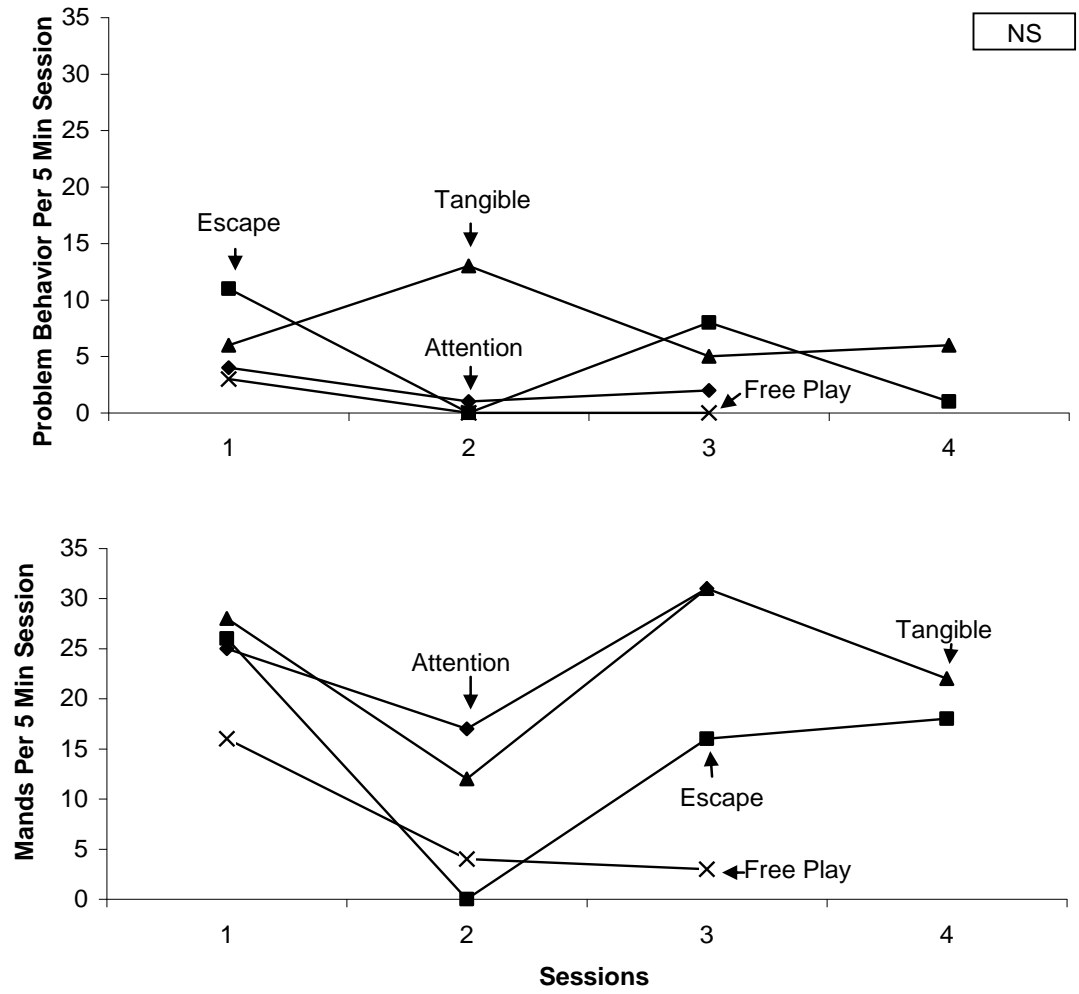 NS
Problem Behavior Per 5 Min Session
35
30
25
20
15
10
5
0
Escape
Tangible
Attention
Free Play
1 2 3 4
Mands Per 5 Min Session
35
30
25
20
15
10
5
0
Attention
Tangible
Escape
Free Play
1 2 3 4
Sessions